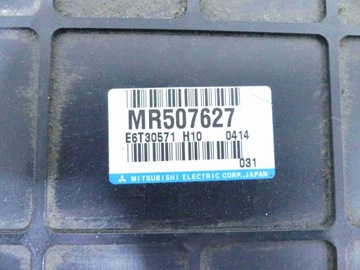 MR507627
E6T30571 H10 0414
031
MITSUBISHI ELECTRIC CORP., JAPAN